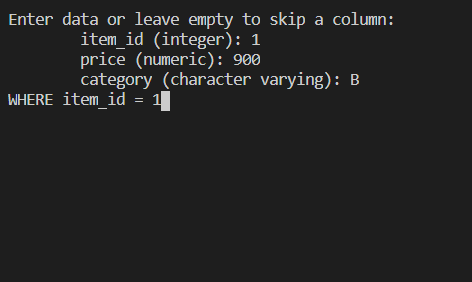 Enter data or leave empty to skip a column:
item_id (integer): 1
price (numeric): 900
category (character varying): B
WHERE item_id = 1